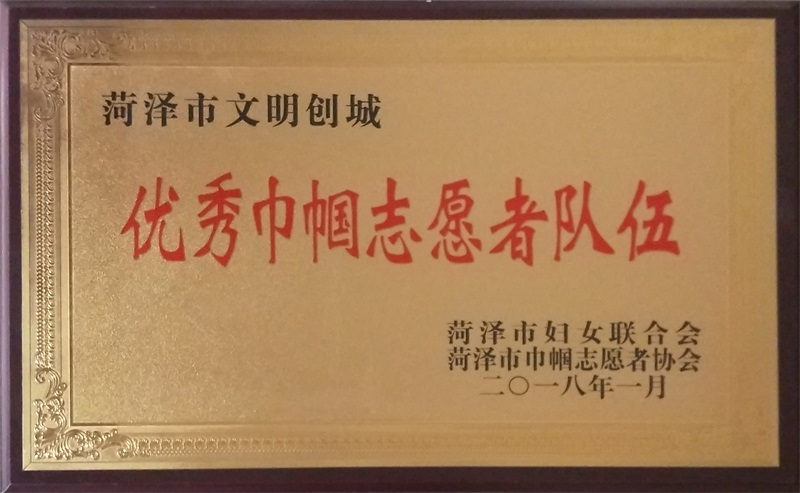 菏泽市文明创城
优秀巾帼志愿者队伍
菏泽市妇女联合会
菏泽市巾帼志愿者协会
二〇一八年一月